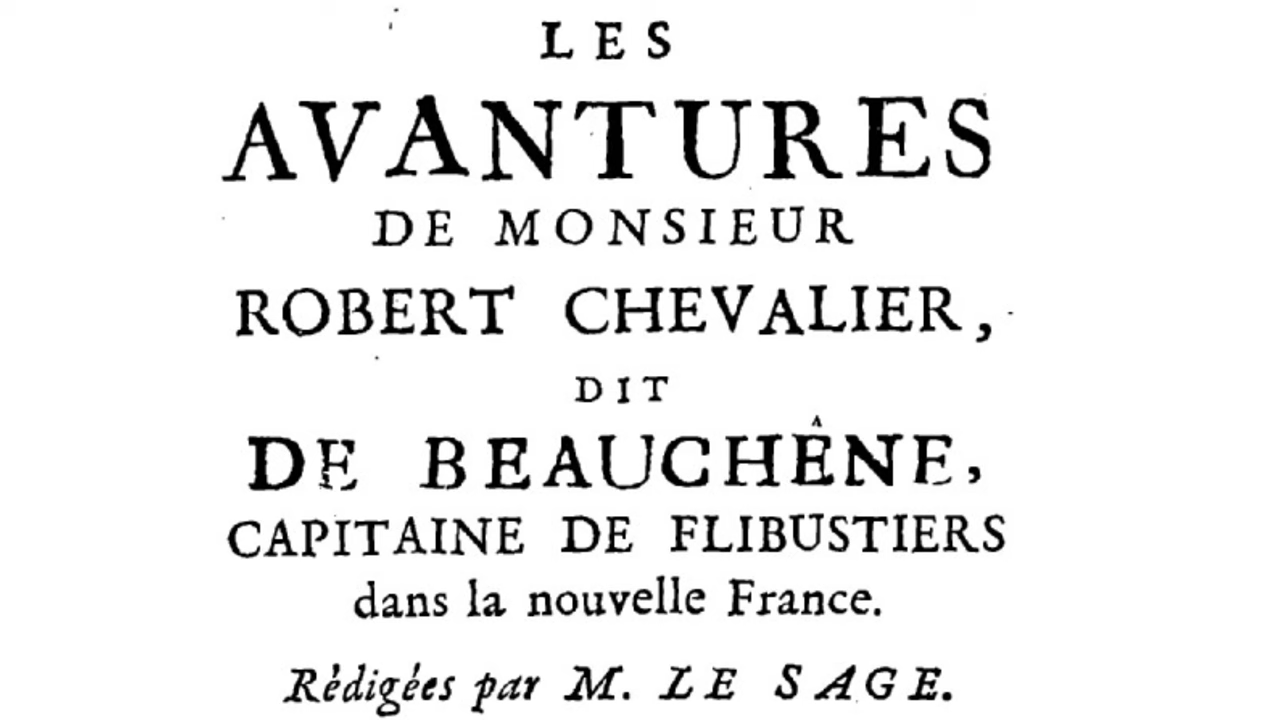 LES
AVANTURES
DE MONSIEUR
ROBERT CHEVALIER,
DIT
DE BEAUCHÊNE,
CAPITAINE DE FLIBUSTIERS
dans la nouvelle France.
Rédigées par M. LE SAGE.